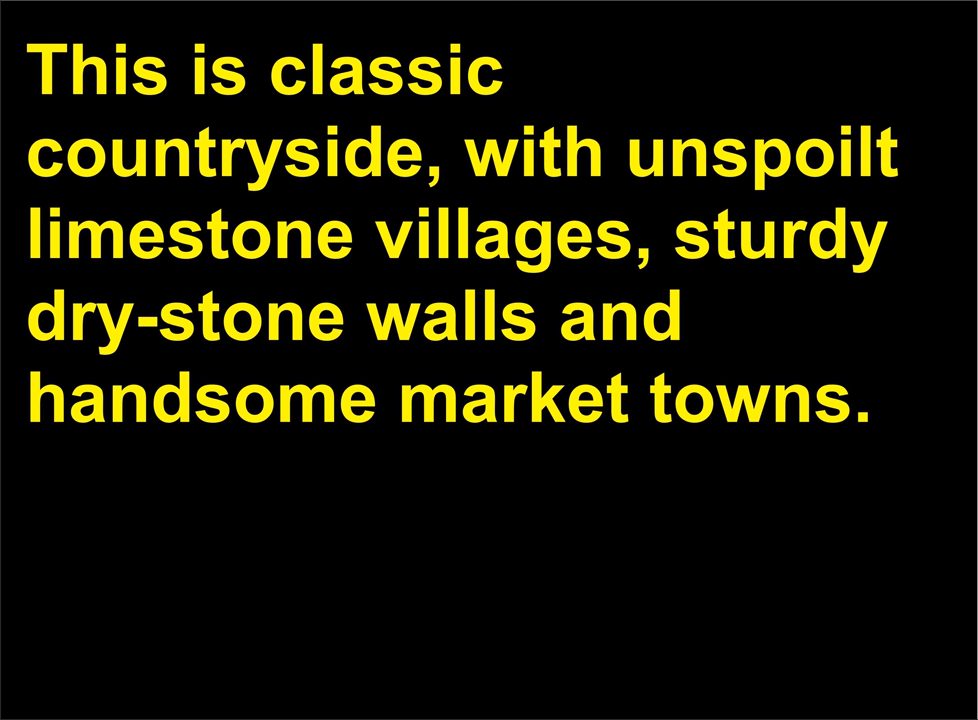 This is classic
countryside, with unspoilt
limestone villages, sturdy
dry-stone walls and
handsome market towns.